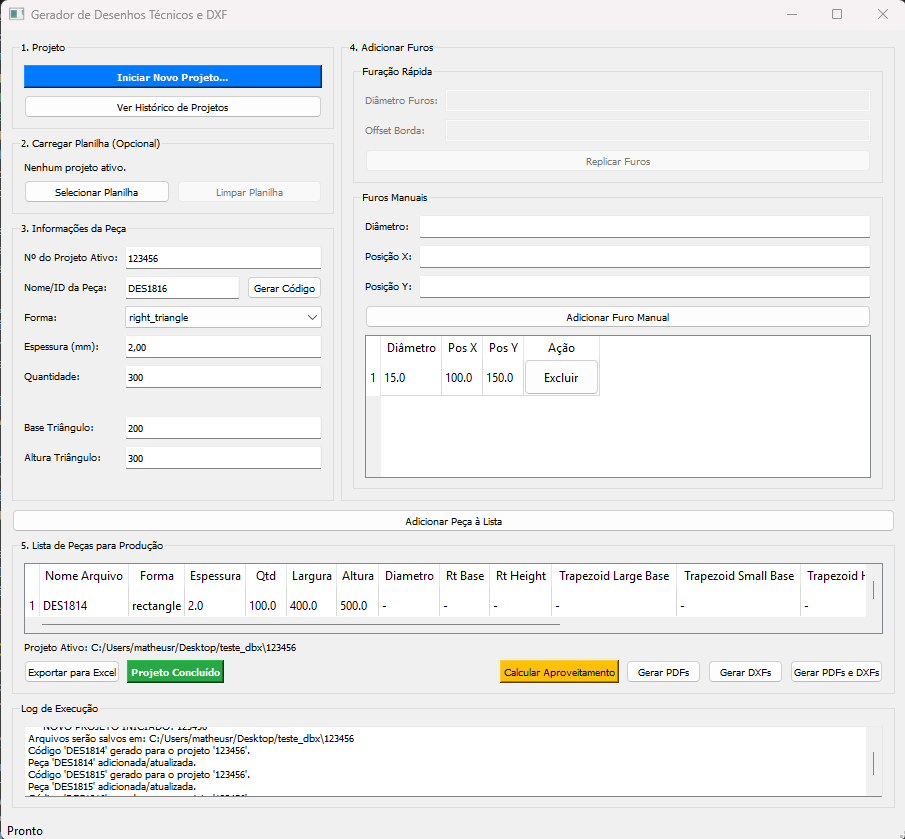 Gerador de Desenhos Técnicos e DXF
1. Projeto
Iniciar Novo Projeto...
Ver Histórico de Projetos
2. Carregar Planilha (Opcional)
Nenhum projeto ativo.
Selecionar Planilha Limpar Planilha
3. Informações da Peça
Nº do Projeto Ativo: 123456
Nome/ID da Peça: DES1816 Gerar Código
Forma: right_triangle
Espessura (mm): 2,00
Quantidade: 300
Base Triângulo: 200
Altura Triângulo: 300
4. Adicionar Furos
Furação Rápida
Diâmetro Furos:
Offset Borda:
Replicar Furos
Furos Manuais
Diâmetro:
Posição X:
Posição Y:
Adicionar Furo Manual
Diâmetro Pos X Pos Y Ação
1 15.0 100.0 150.0 Excluir
Adicionar Peça à Lista
5. Lista de Peças para Produção
Nome Arquivo Forma Espessura Qtd Largura Altura Diametro Rt Base Rt Height Trapezoid Large Base Trapezoid Small Base Trapezoid
1 DES1814 rectangle 2.0 100.0 400.0 500.0 - - - - - -
Projeto Ativo: C:/Users/matheusr/Desktop/teste_dbx\123456
Exportar para Excel Projeto Concluído Calcular Aproveitamento Gerar PDFs Gerar DXFs Gerar PDFs e DXFs
Log de Execução
NOVO PROJETO INICIADO: 123456
Arquivos serão salvos em: C:/Users/matheusr/Desktop/teste_dbx\123456
Código 'DES1814' gerado para o projeto '123456'.
Peça 'DES1814' adicionada/atualizada.
Código 'DES1815' gerado para o projeto '123456'.
Peça 'DES1815' adicionada/atualizada.
Pronto